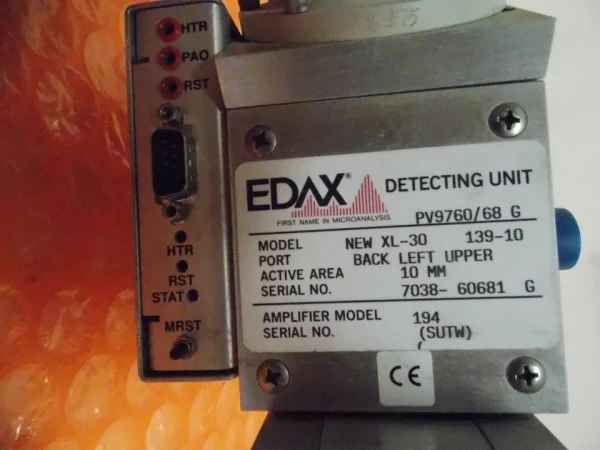 HTR
PAO
RST
HTR
RST
STAT
MRST
EDAX®
FIRST NAME IN MICROANALYSIS
DETECTING UNIT
PV9760/68 G
MODEL NEW XL-30 139-10
PORT BACK LEFT UPPER
ACTIVE AREA 10 MM
SERIAL NO. 7038- 60681 G
AMPLIFIER MODEL 194
SERIAL NO. (SUTW)
CE